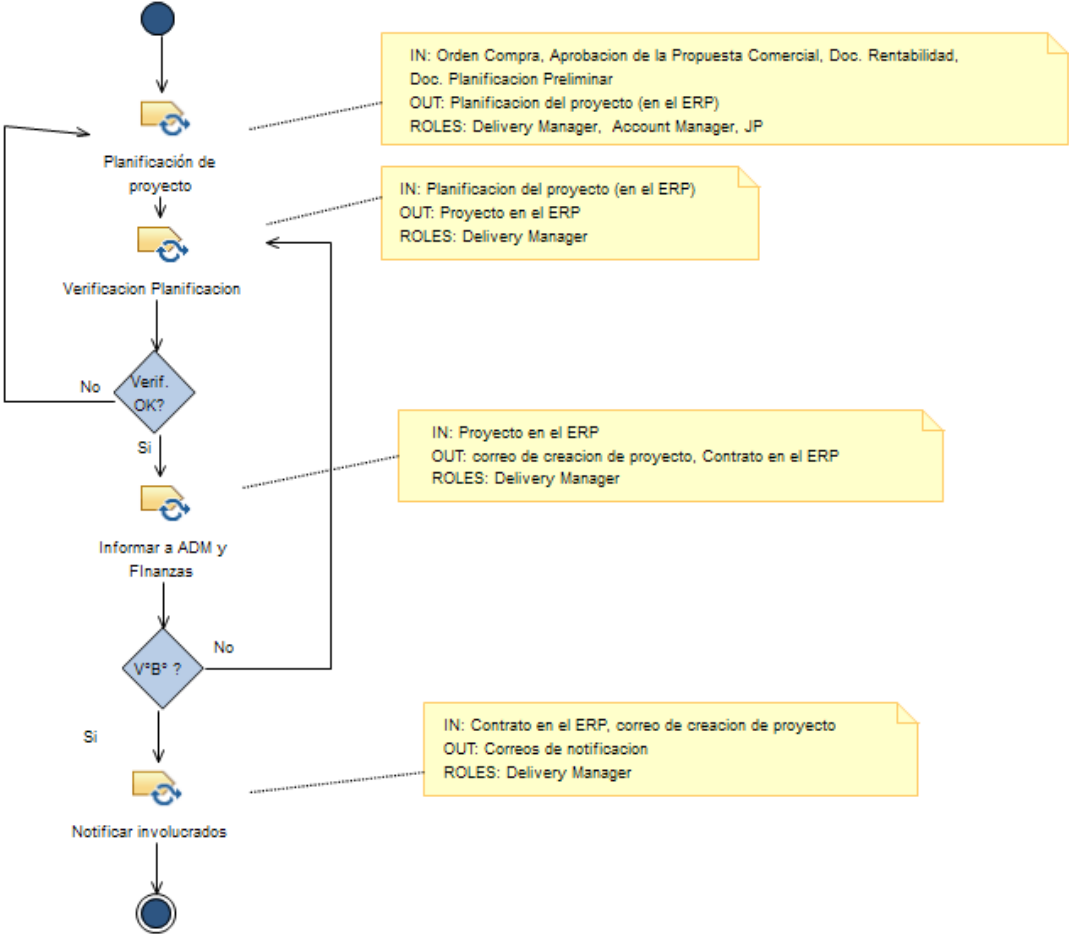 IN: Orden Compra, Aprobacion de la Propuesta Comercial, Doc. Rentabilidad,
Doc. Planificacion Preliminar
OUT: Planificacion del proyecto (en el ERP)
ROLES: Delivery Manager,  Account Manager, JP
Planificación de
proyecto
IN: Planificacion del proyecto (en el ERP)
OUT: Proyecto en el ERP
ROLES: Delivery Manager
Verificacion Planificacion
No
Verif.
OK?
Si
IN: Proyecto en el ERP
OUT: correo de creacion de proyecto, Contrato en el ERP
ROLES: Delivery Manager
Informar a ADM y
FInanzas
No
V°B° ?
Si
IN: Contrato en el ERP, correo de creacion de proyecto
OUT: Correos de notificacion
ROLES: Delivery Manager
Notificar involucrados